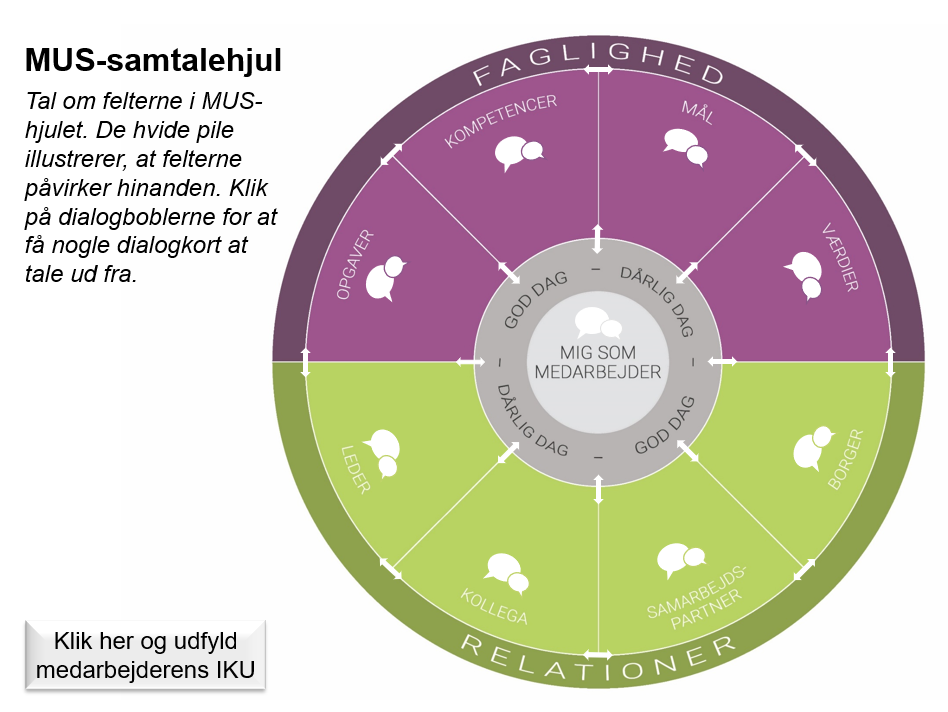 MUS-samtalehjul
Tal om felterne i MUS-
hjulet. De hvide pile
illustrerer, at felterne
påvirker hinanden. Klik
på dialogboblerne for at
få nogle dialogkort at
tale ud fra.
FAGLIGHED
KOMPETENCER
MÅL
OPGAVER
VÆRDIER
GOD DAG – DÅRLIG DAG –
MIG SOM
MEDARBEJDER
DÅRLIG DAG – GOD DAG –
LEDER
BORGER
KOLLEGA
SAMARBEJDS-
PARTNER
RELATIONER
Klik her og udfyld
medarbejderens IKU